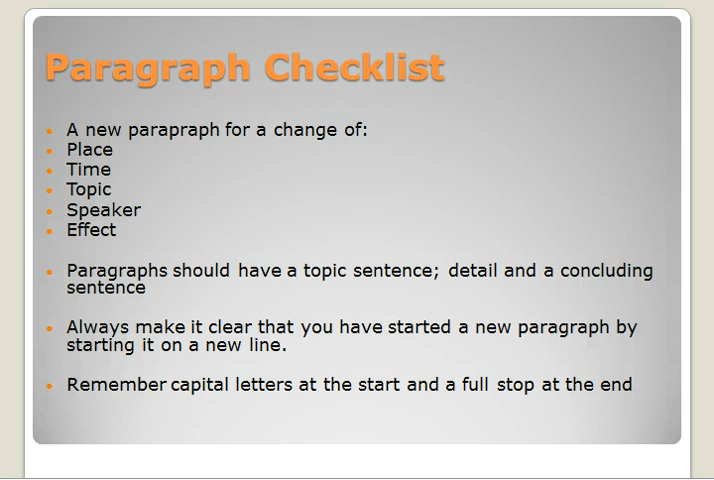 Paragraph Checklist
A new parapraph for a change of:
Place
Time
Topic
Speaker
Effect
Paragraphs should have a topic sentence; detail and a concluding
sentence
Always make it clear that you have started a new paragraph by
starting it on a new line.
Remember capital letters at the start and a full stop at the end